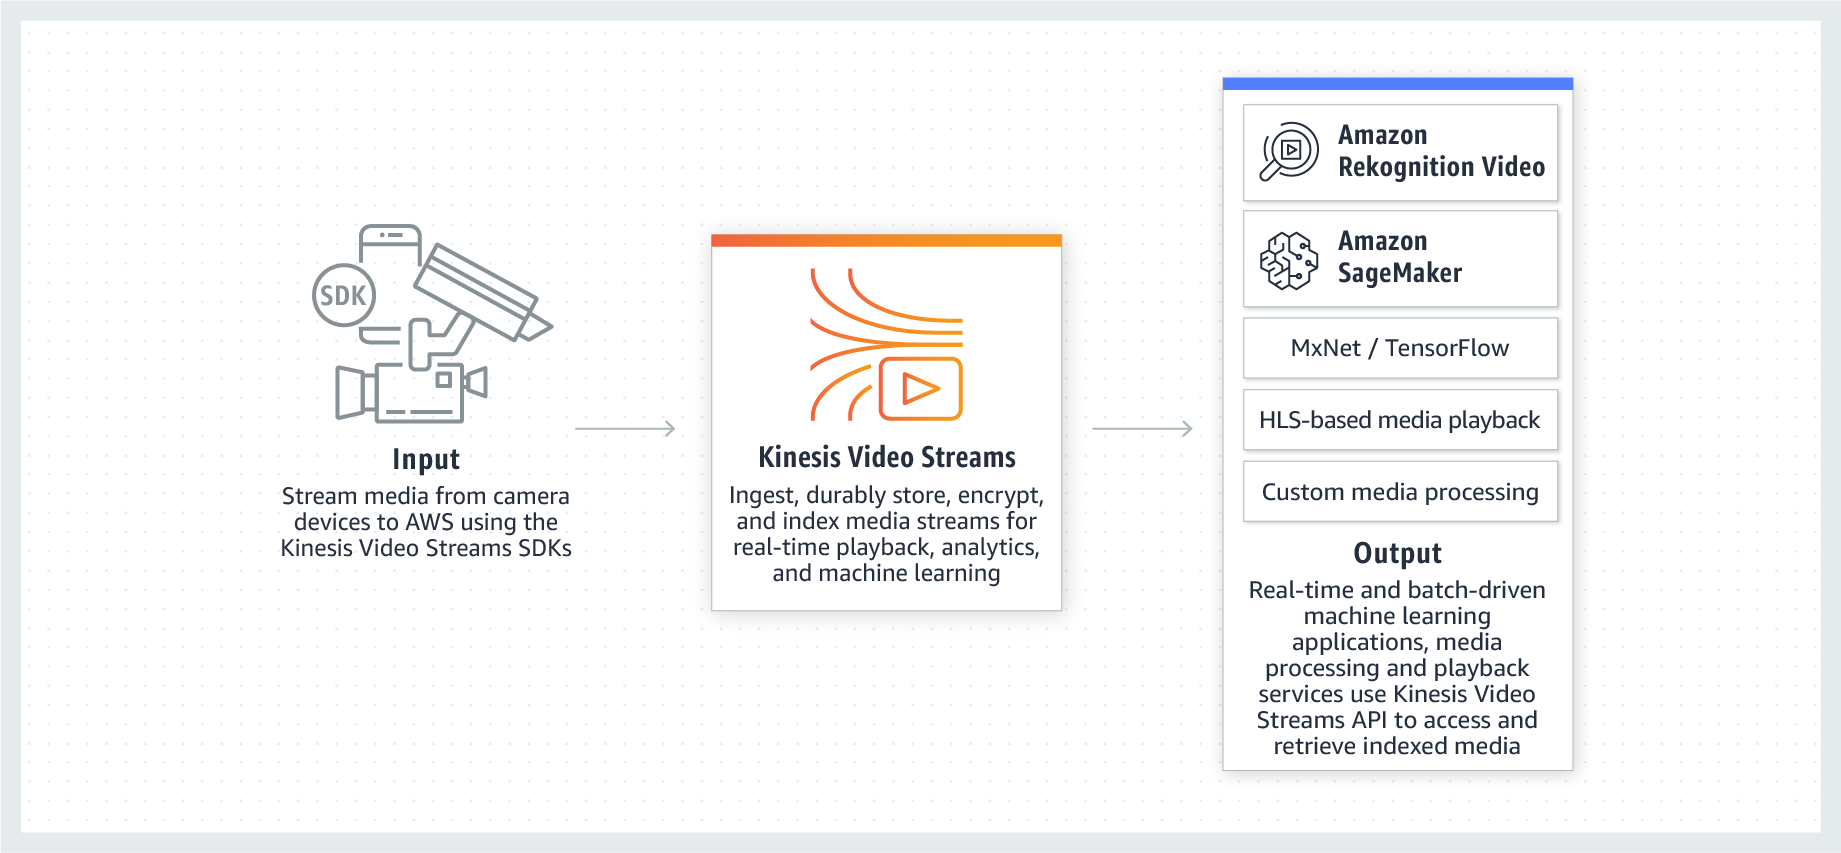 SDK
Input
Stream media from camera
devices to AWS using the
Kinesis Video Streams SDKs
Kinesis Video Streams
Ingest, durably store, encrypt,
and index media streams for
real-time playback, analytics,
and machine learning
Amazon
Rekognition Video
Amazon
SageMaker
MxNet / TensorFlow
HLS-based media playback
Custom media processing
Output
Real-time and batch-driven
machine learning
applications, media
processing and playback
services use Kinesis Video
Streams API to access and
retrieve indexed media